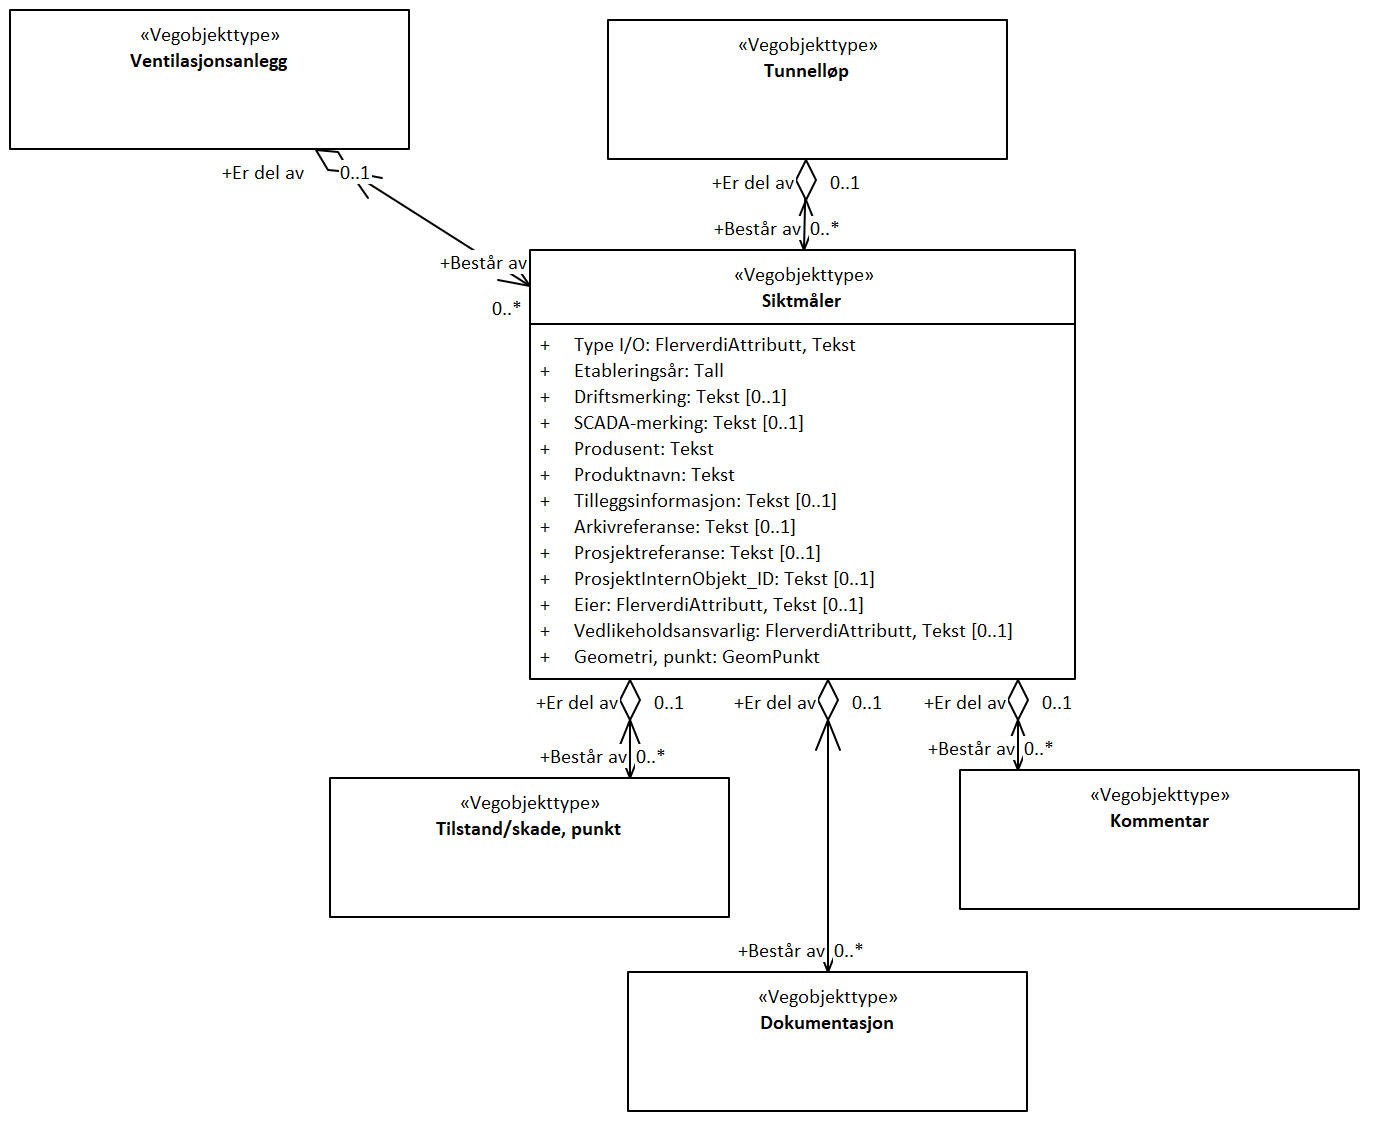 «Vegobjekttype»
Ventilasjonsanlegg
«Vegobjekttype»
Tunnelløp
+Er del av
0..1
+Er del av
0..1
+Består av
0..*
+Består av
0..*
«Vegobjekttype»
Siktmåler
+ Type I/O: FlerverdiAttributt, Tekst
+ Etableringsår: Tall
+ Driftsmerking: Tekst [0..1]
+ SCADA-merking: Tekst [0..1]
+ Produsent: Tekst
+ Produktnavn: Tekst
+ Tilleggsinformasjon: Tekst [0..1]
+ Arkivreferanse: Tekst [0..1]
+ Prosjektreferanse: Tekst [0..1]
+ ProsjektInternObjekt_ID: Tekst [0..1]
+ Eier: FlerverdiAttributt, Tekst [0..1]
+ Vedlikeholdsansvarlig: FlerverdiAttributt, Tekst [0..1]
+ Geometri, punkt: GeomPunkt
+Er del av
0..1
+Er del av
0..1
+Er del av
0..1
+Består av
0..*
+Består av
0..*
«Vegobjekttype»
Tilstand/skade, punkt
«Vegobjekttype»
Kommentar
+Består av
0..*
«Vegobjekttype»
Dokumentasjon